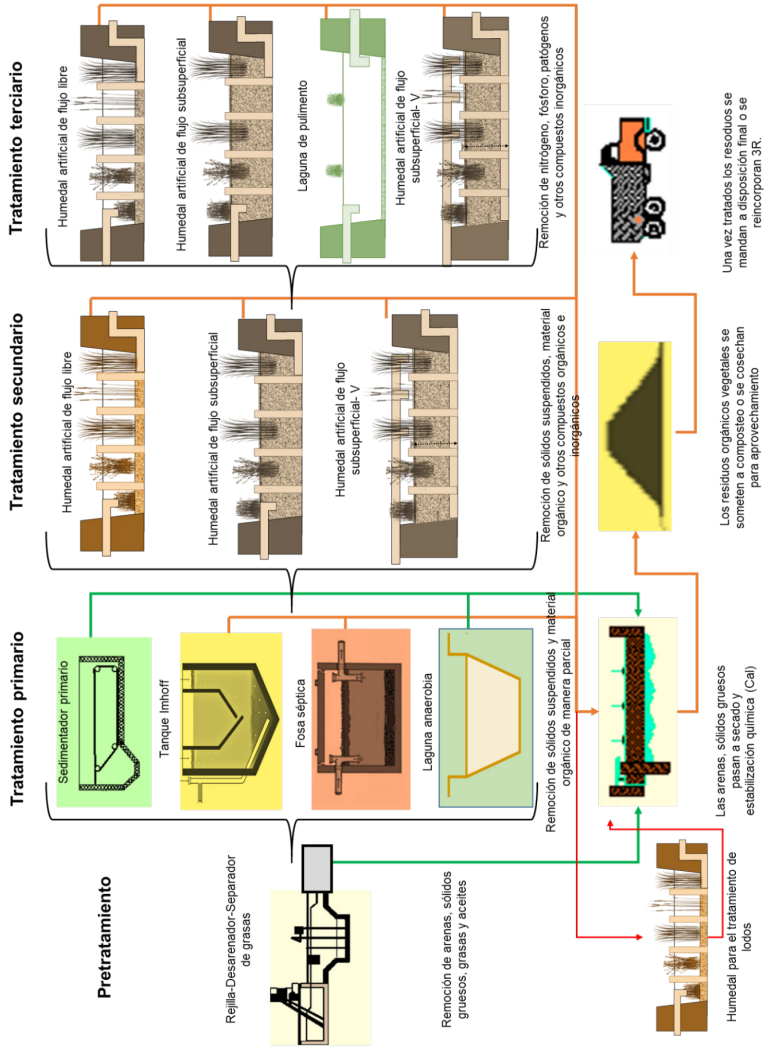 Pretratamiento
Rejilla-Desarenador-Separador
de grasas
Remoción de arenas, sólidos
gruesos, grasas y aceites
Tratamiento primario
Sedimentador primario
Tanque Imhoff
Fosa séptica
Laguna anaerobia
Remoción de sólidos suspendidos y material
orgánico de manera parcial
Tratamiento secundario
Humedal artificial de flujo libre
Humedal artificial de flujo subsuperficial
Humedal artificial de flujo
subsuperficial- V
Remoción de sólidos suspendidos, material
orgánico y otros compuestos orgánicos e
inorgánicos
Tratamiento terciario
Humedal artificial de flujo libre
Humedal artificial de flujo subsuperficial
Laguna de pulimento
Humedal artificial de flujo
subsuperficial- V
Remoción de nitrógeno, fósforo, patógenos
y otros compuestos inorgánicos
Humedal para el tratamiento de
lodos
Las arenas, sólidos gruesos
pasan a secado y
estabilización química (Cal)
Los residuos orgénicos vegetales se
someten a composteo o se cosechan
para aprovechamiento
Una vez tratados los resoduos se
mandan a disposición final o se
reincorporan 3R.